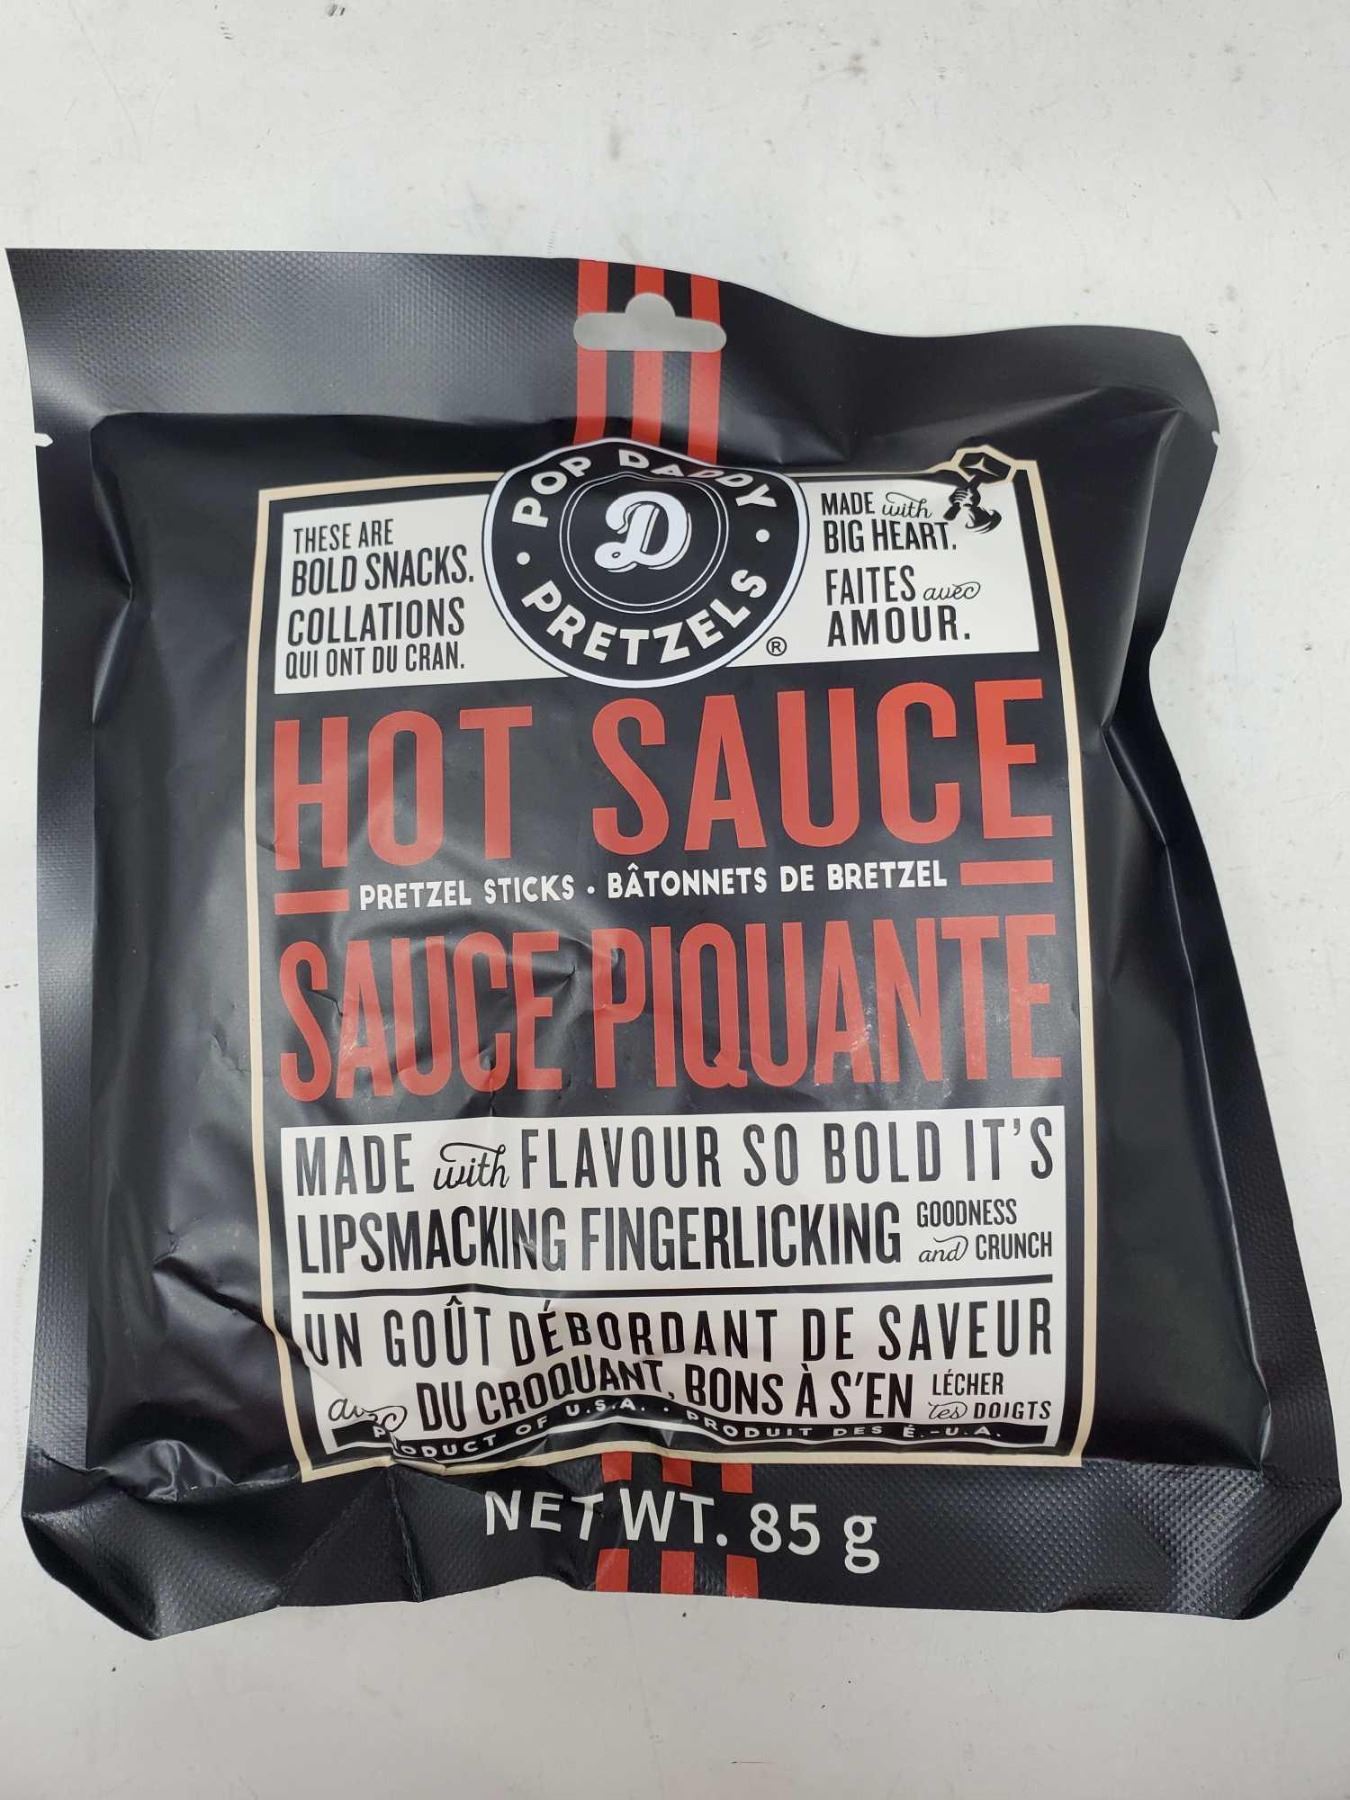 POP DADDY
D
PRETZELS
®
THESE ARE
BOLD SNACKS.
COLLATIONS
QUI ONT DU CRAN.
MADE with
BIG HEART.
FAITES avec
AMOUR.
HOT SAUCE
PRETZEL STICKS • BÂTONNETS DE BRETZEL
SAUCE PIQUANTE
MADE with FLAVOUR SO BOLD IT'S
LIPSMACKING FINGERLICKING GOODNESS and CRUNCH
UN GOÛT DÉBORDANT DE SAVEUR
avec DU CROQUANT, BONS À S'EN LÉCHER les DOIGTS
PRODUCT OF U.S.A. • PRODUIT DES É.-U.A.
NET WT. 85 g